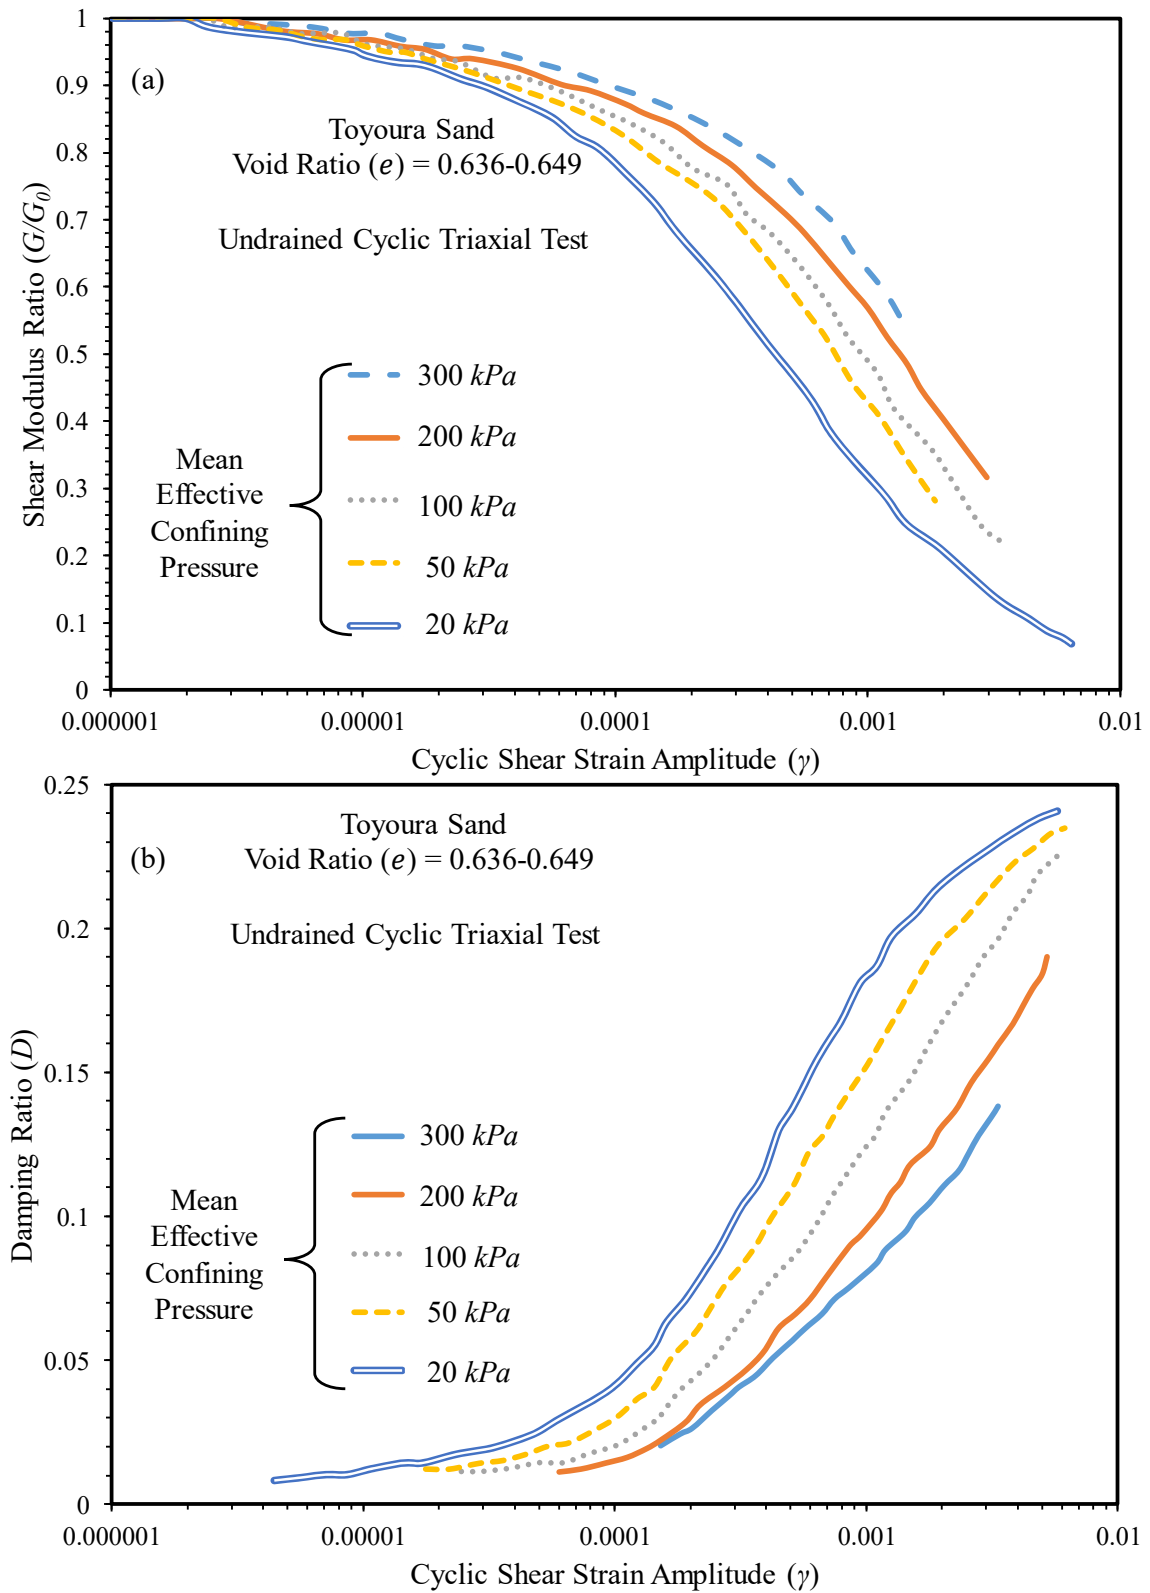 1
0.9
0.8
0.7
0.6
0.5
0.4
0.3
0.2
0.1
0
Shear Modulus Ratio (G/G₀)
(a)
Toyoura Sand
Void Ratio (e) = 0.636-0.649
Undrained Cyclic Triaxial Test
Mean
Effective
Confining
Pressure
300 kPa
200 kPa
100 kPa
50 kPa
20 kPa
0.000001 0.00001 0.0001 0.001 0.01
Cyclic Shear Strain Amplitude (γ)
0.25
0.2
0.15
0.1
0.05
0
Damping Ratio (D)
(b)
Toyoura Sand
Void Ratio (e) = 0.636-0.649
Undrained Cyclic Triaxial Test
Mean
Effective
Confining
Pressure
300 kPa
200 kPa
100 kPa
50 kPa
20 kPa
0.000001 0.00001 0.0001 0.001 0.01
Cyclic Shear Strain Amplitude (γ)